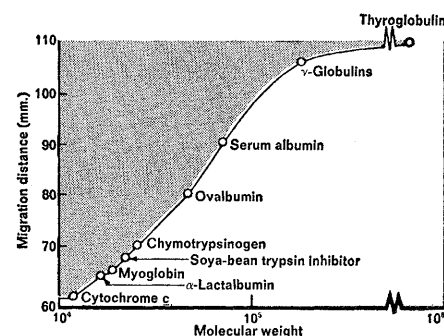 Thyroglobulin
110
γ-Globulins
100
Migration distance (mm.)
90
Serum albumin
80
Ovalbumin
70
Chymotrypsinogen
Soya-bean trypsin inhibitor
Myoglobin
α-Lactalbumin
60
Cytochrome c
10⁴
10⁵
Molecular weight